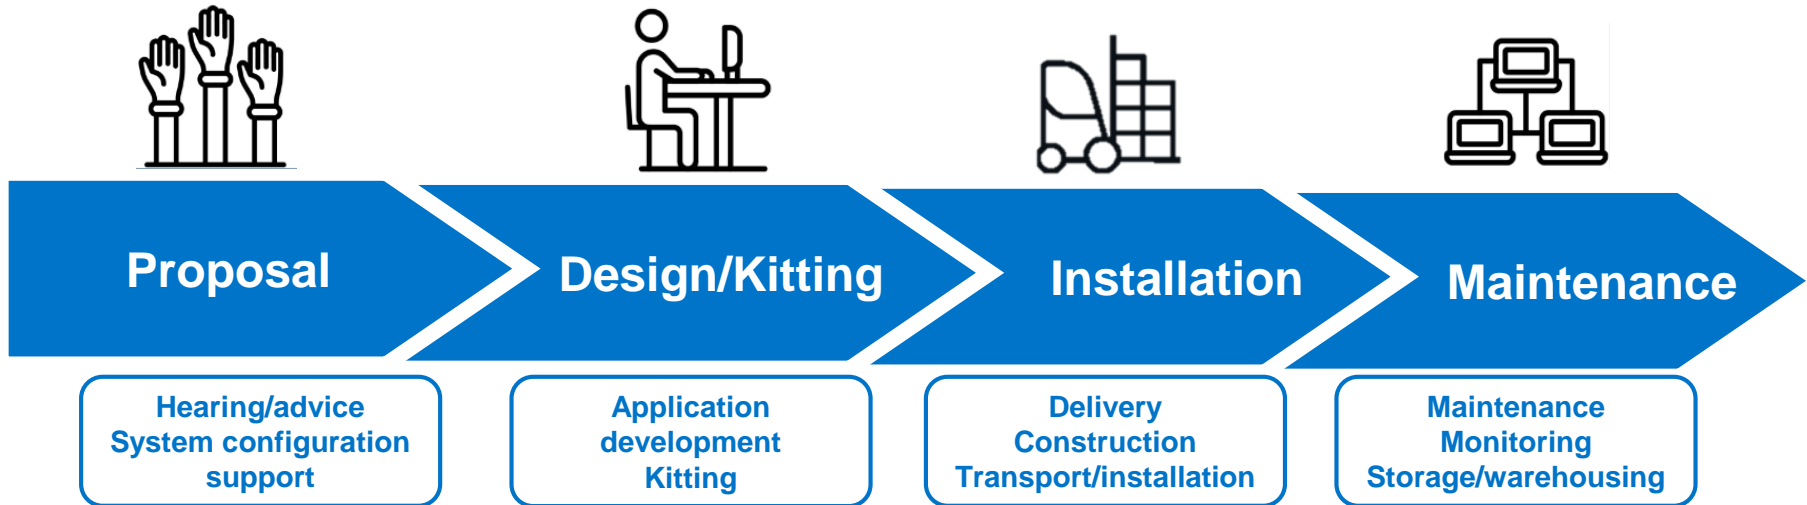 Proposal
Design/Kitting
Installation
Maintenance
Hearing/advice
System configuration
support
Application
development
Kitting
Delivery
Construction
Transport/installation
Maintenance
Monitoring
Storage/warehousing